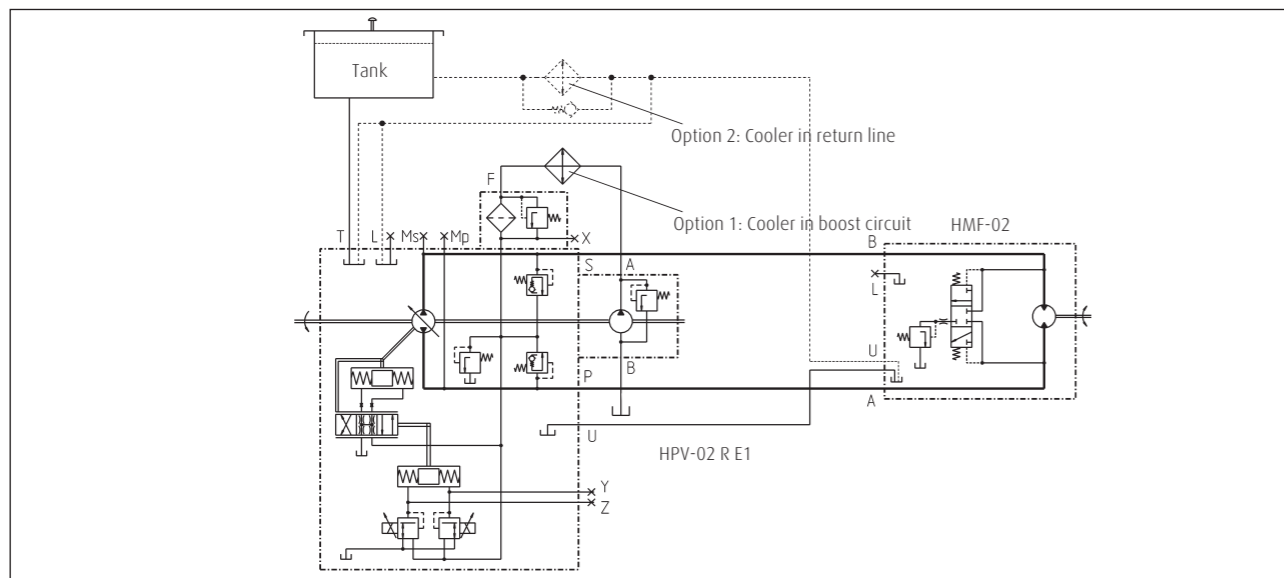 Tank
Option 2: Cooler in return line
F
Option 1: Cooler in boost circuit
HMF-02
T
L
Ms
Mp
X
B
S
A
L
U
P
B
A
U
HPV-02 R E1
Y
Z